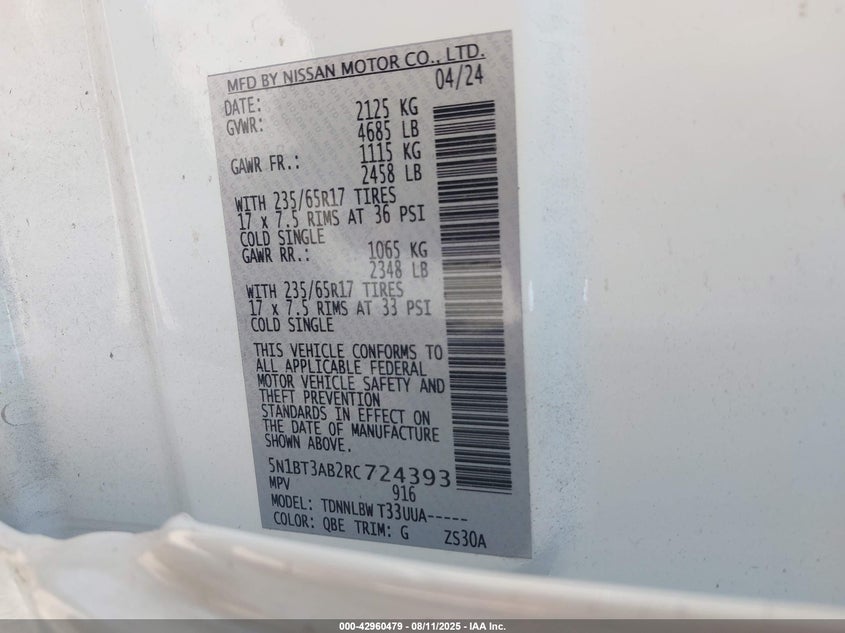 MFD BY NISSAN MOTOR CO., LTD.
DATE: 04/24
GVWR: 2125 KG
4685 LB
GAWR FR.: 1115 KG
2458 LB
WITH 235/65R17 TIRES
17 x 7.5 RIMS AT 36 PSI
COLD SINGLE
GAWR RR.: 1065 KG
2348 LB
WITH 235/65R17 TIRES
17 x 7.5 RIMS AT 33 PSI
COLD SINGLE
THIS VEHICLE CONFORMS TO
ALL APPLICABLE FEDERAL
MOTOR VEHICLE SAFETY AND
THEFT PREVENTION
STANDARDS IN EFFECT ON
THE DATE OF MANUFACTURE
SHOWN ABOVE.
5N1BT3AB2RC724393
MPV 916
MODEL: TDNNLBW T33UUA-----
COLOR: QBE TRIM: G ZS30A
000-42960479 - 08/11/2025 - IAA Inc.